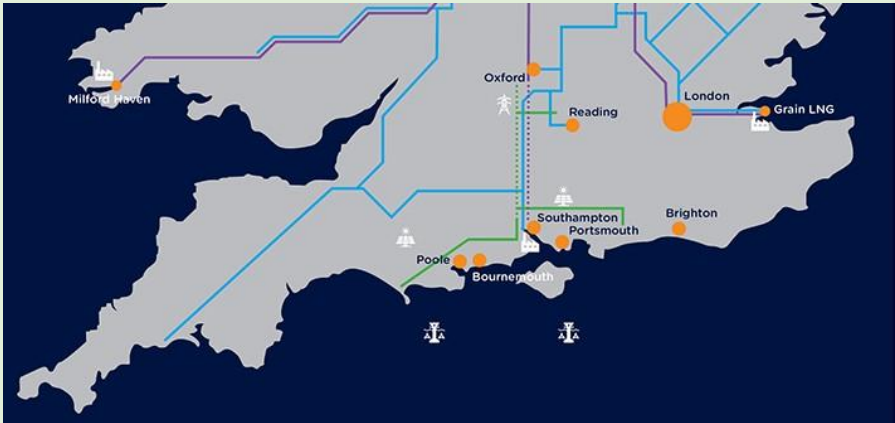 Oxford
Milford Haven
London
Grain LNG
Reading
Southampton
Brighton
Portsmouth
Poole
Bournemouth